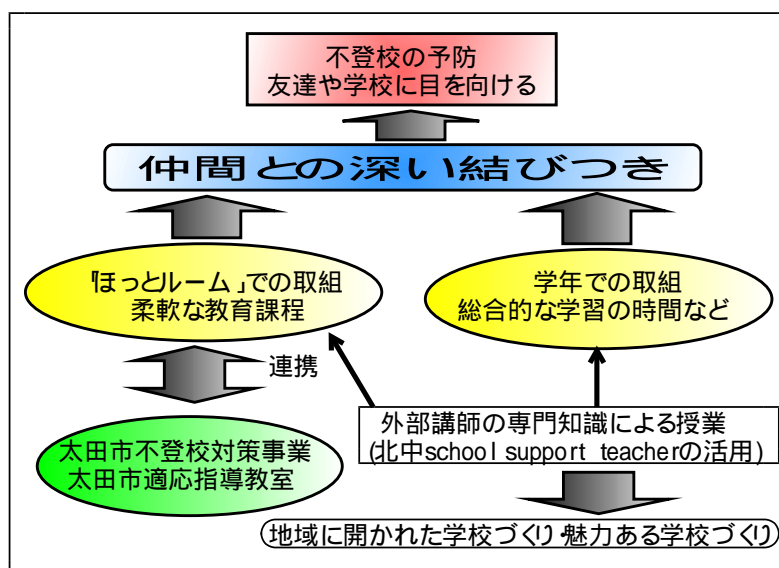 不登校の予防
友達や学校に目を向ける
仲間との深い結びつき
「ほっとルーム」での取組
柔軟な教育課程
学年での取組
総合的な学習の時間など
連携
太田市不登校対策事業
太田市適応指導教室
外部講師の専門知識による授業
(北中school support teacherの活用)
地域に開かれた学校づくり・魅力ある学校づくり